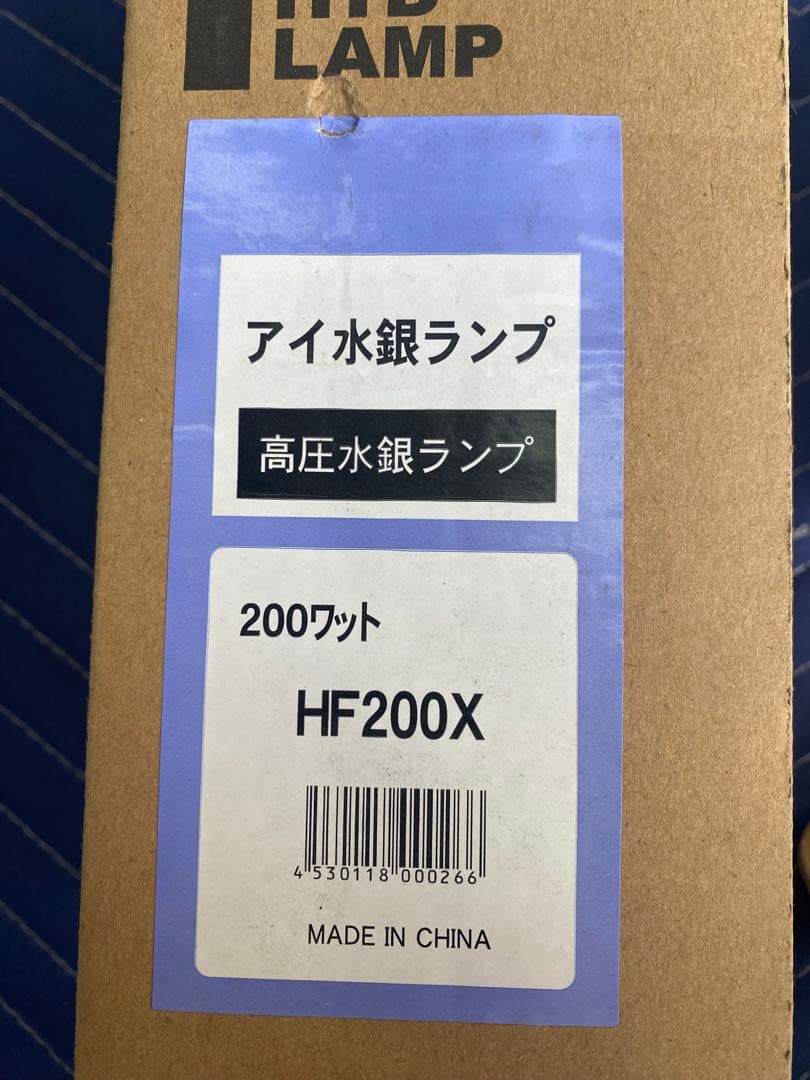 LAMP
アイ水銀ランプ
高圧水銀ランプ
200ワット
HF200X
4 530118 000266
MADE IN CHINA